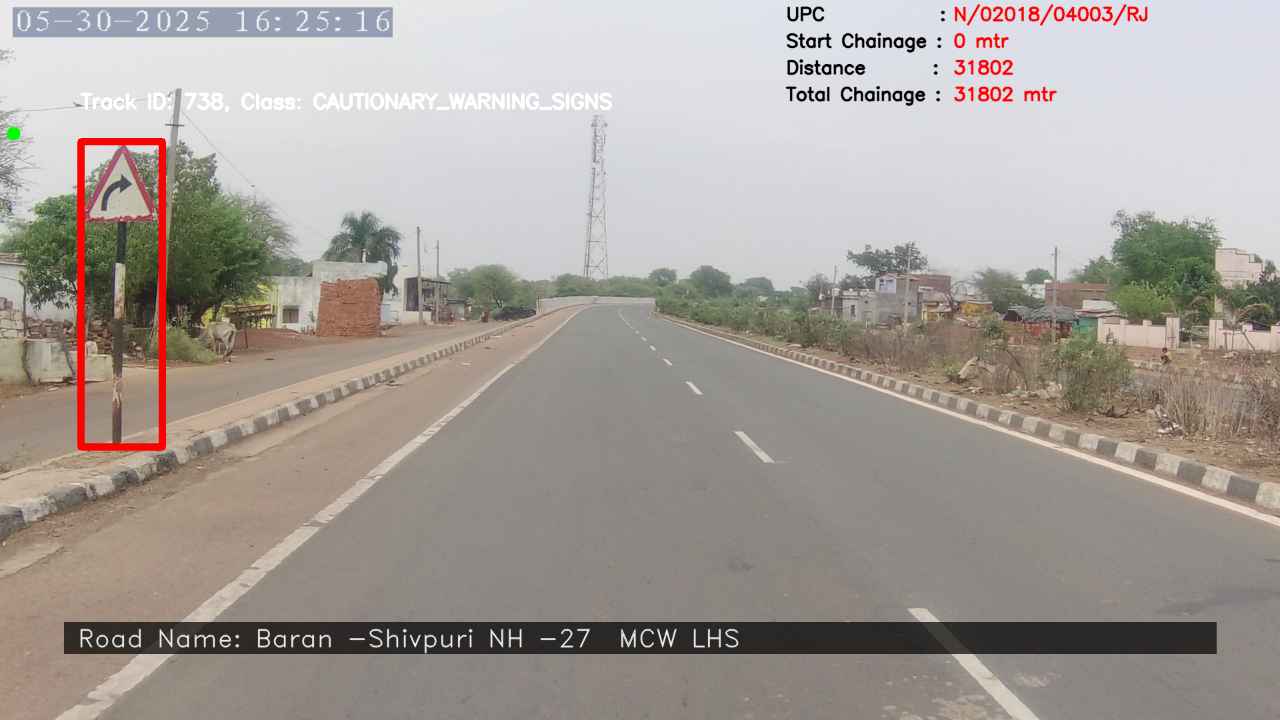 05-30-2025 16:25:16
UPC : N/02018/04003/RJ
Start Chainage : 0 mtr
Distance : 31802
Total Chainage : 31802 mtr
Track ID: 738, Class: CAUTIONARY_WARNING_SIGNS
Road Name: Baran -Shivpuri NH -27 MCW LHS